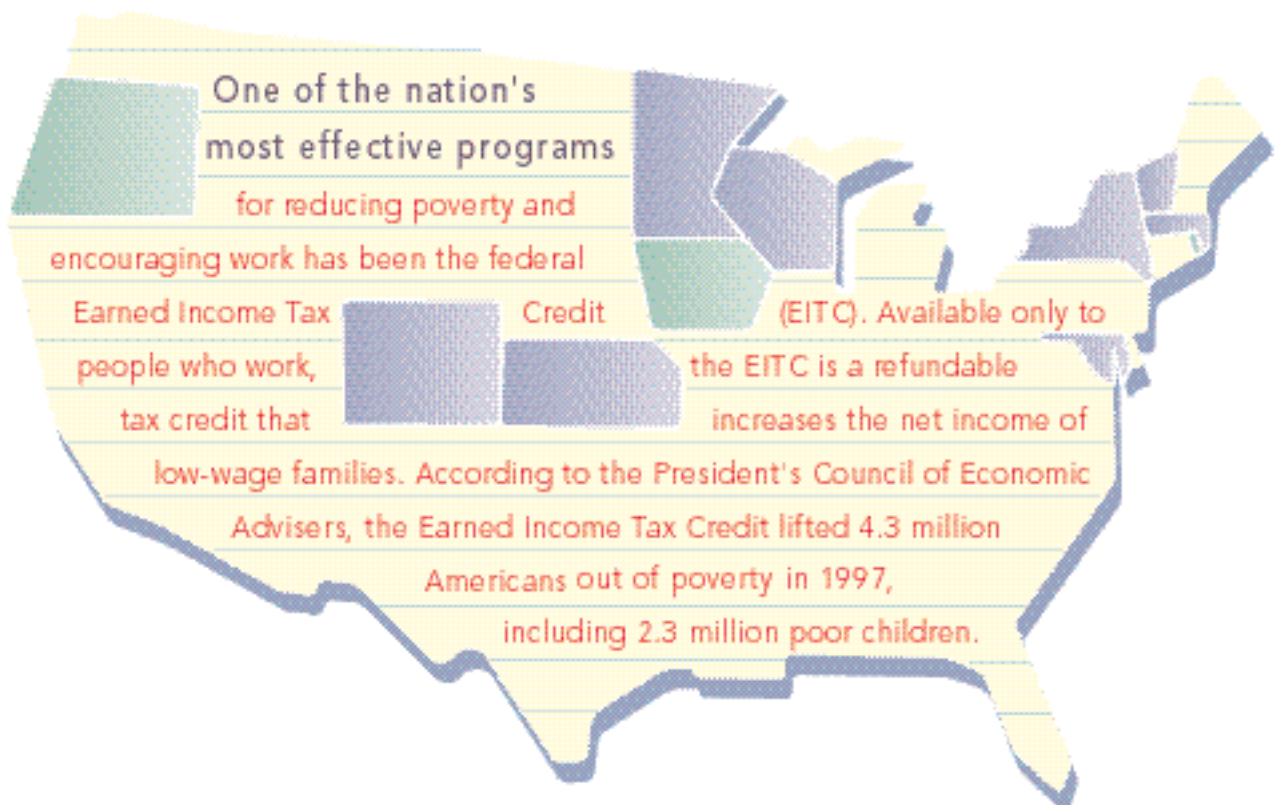 One of the nation's
most effective programs
for reducing poverty and
encouraging work has been the federal
Earned Income Tax Credit (EITC). Available only to
people who work, the EITC is a refundable
tax credit that increases the net income of
low-wage families. According to the President's Council of Economic
Advisers, the Earned Income Tax Credit lifted 4.3 million
Americans out of poverty in 1997,
including 2.3 million poor children.